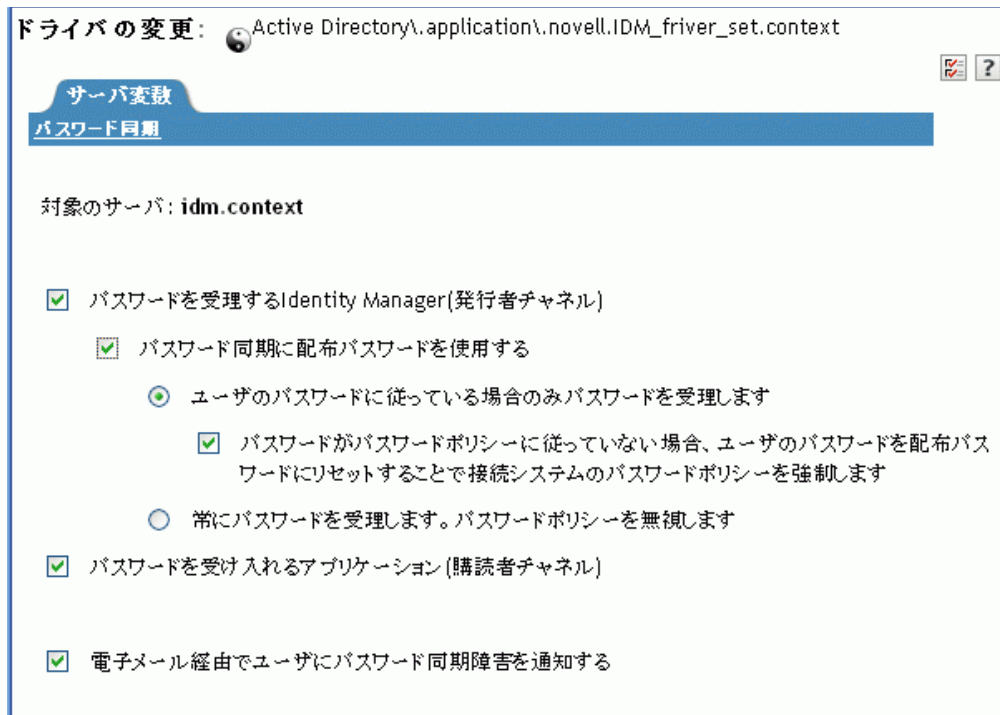 ドライバの変更: Active Directory\.application\.novell.IDM_friver_set.context
?
サーバ変数
パスワード同期
対象のサーバ: idm.context
パスワードを受理するIdentity Manager(発行者チャネル)
パスワード同期に配布パスワードを使用する
ユーザのパスワードに従っている場合のみパスワードを受理します
パスワードがパスワードポリシーに従っていない場合、ユーザのパスワードを配布パス
ワードにリセットすることで接続システムのパスワードポリシーを強制します
常にパスワードを受理します。パスワードポリシーを無視します
パスワードを受け入れるアプリケーション(購読者チャネル)
電子メール経由でユーザにパスワード同期障害を通知する